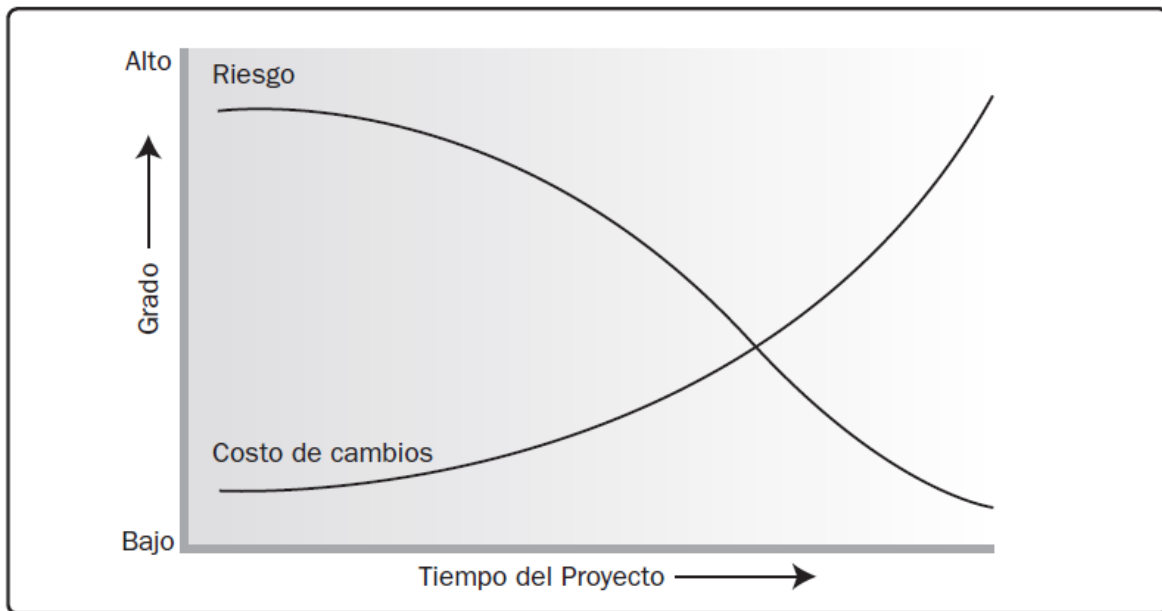 Alto
Riesgo
Grado
Costo de cambios
Bajo
Tiempo del Proyecto